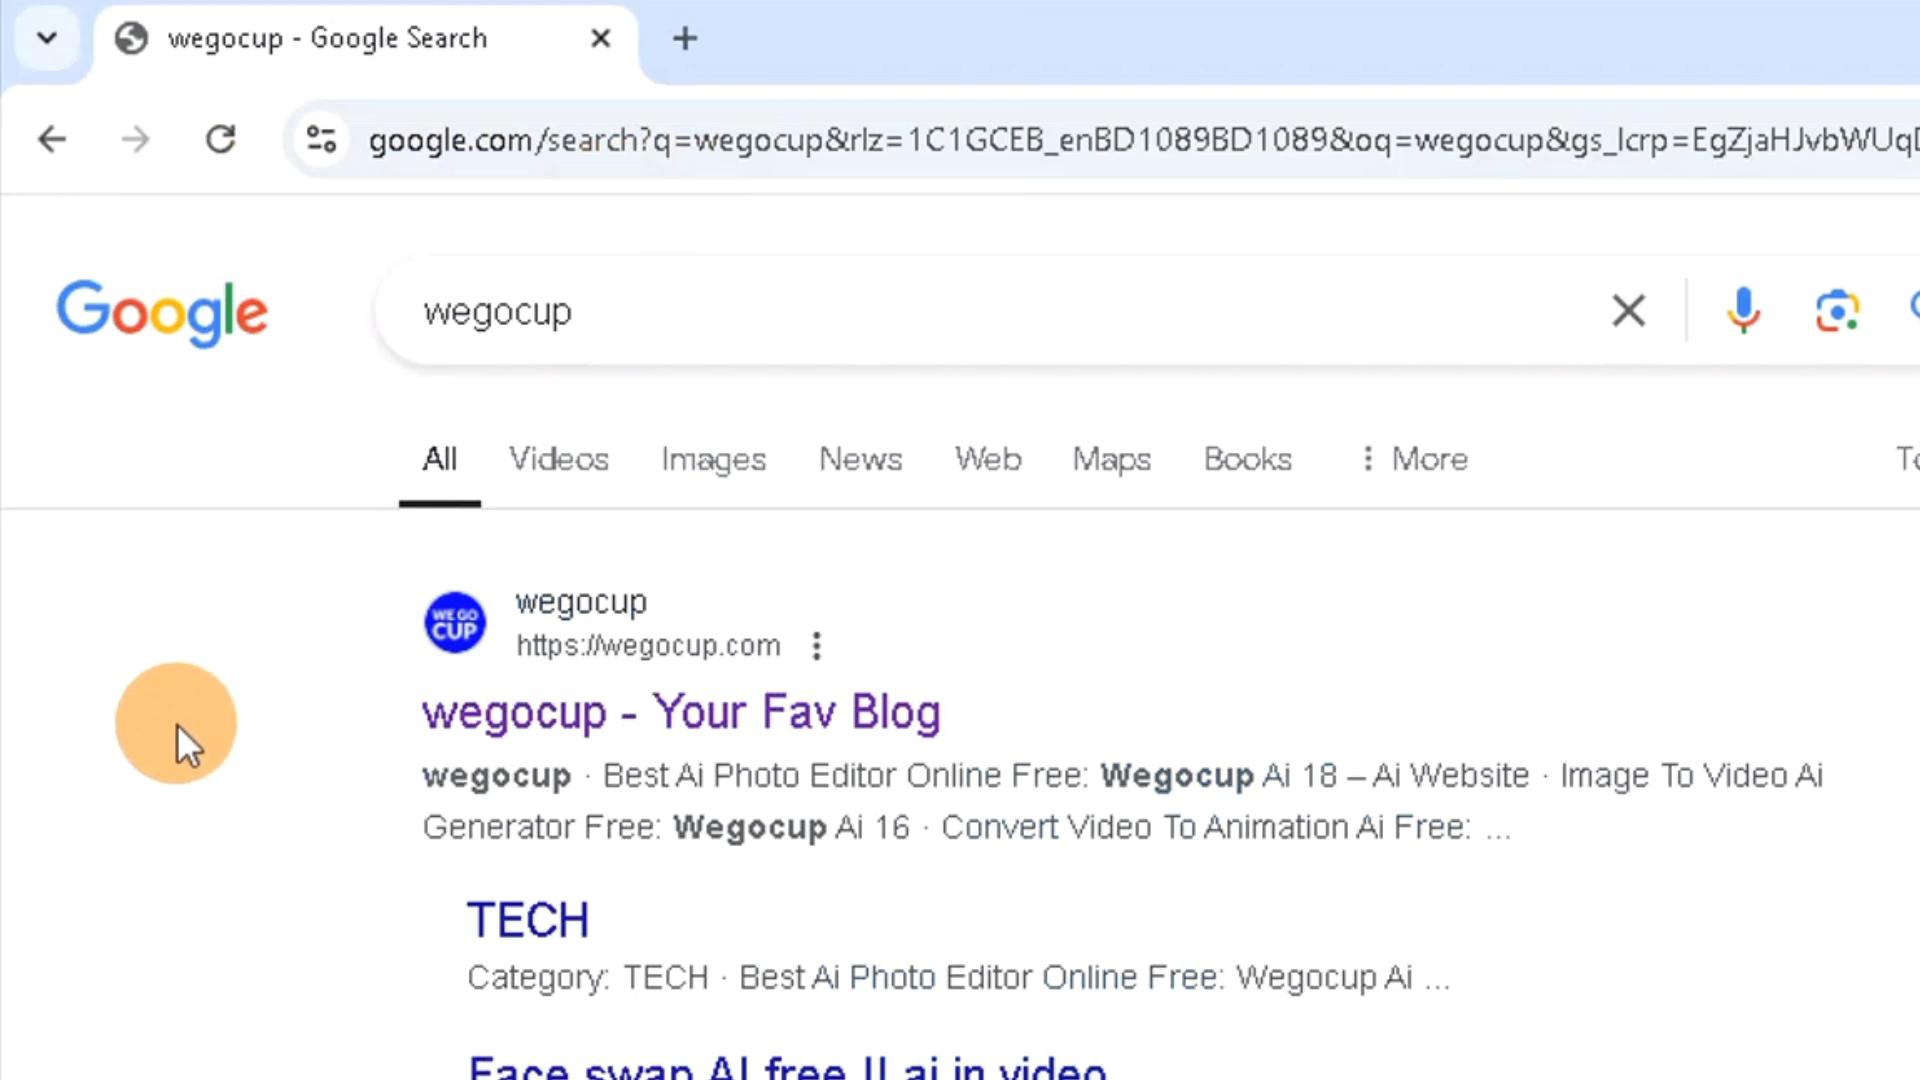 wegocup - Google Search
google.com/search?q=wegocup&rlz=1C1GCEB_enBD1089BD1089&oq=wegocup&gs_lcrp=EgZjaHJvbWUq
Google
wegocup
All Videos Images News Web Maps Books More
WE GO
CUP
wegocup
https://wegocup.com
wegocup - Your Fav Blog
wegocup · Best Ai Photo Editor Online Free: Wegocup Ai 18 – Ai Website · Image To Video Ai
Generator Free: Wegocup Ai 16 · Convert Video To Animation Ai Free: ...
TECH
Category: TECH · Best Ai Photo Editor Online Free: Wegocup Ai ...
Face swap AI free || ai in video